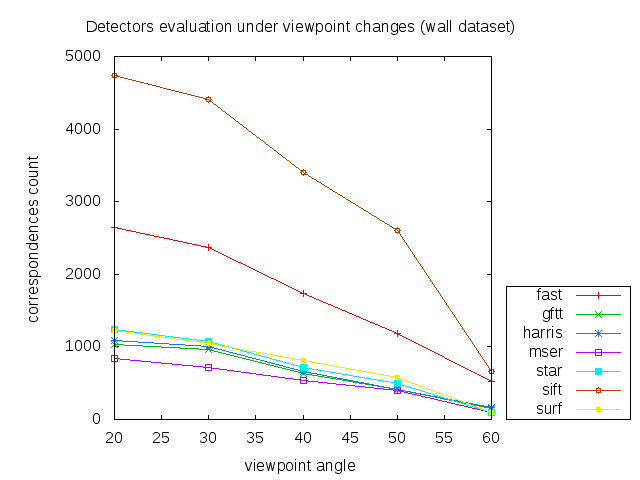 Detectors evaluation under viewpoint changes (wall dataset)
5000
4000
3000
2000
1000
0
correspondences count
20 25 30 35 40 45 50 55 60
viewpoint angle
fast
gftt
harris
mser
star
sift
surf